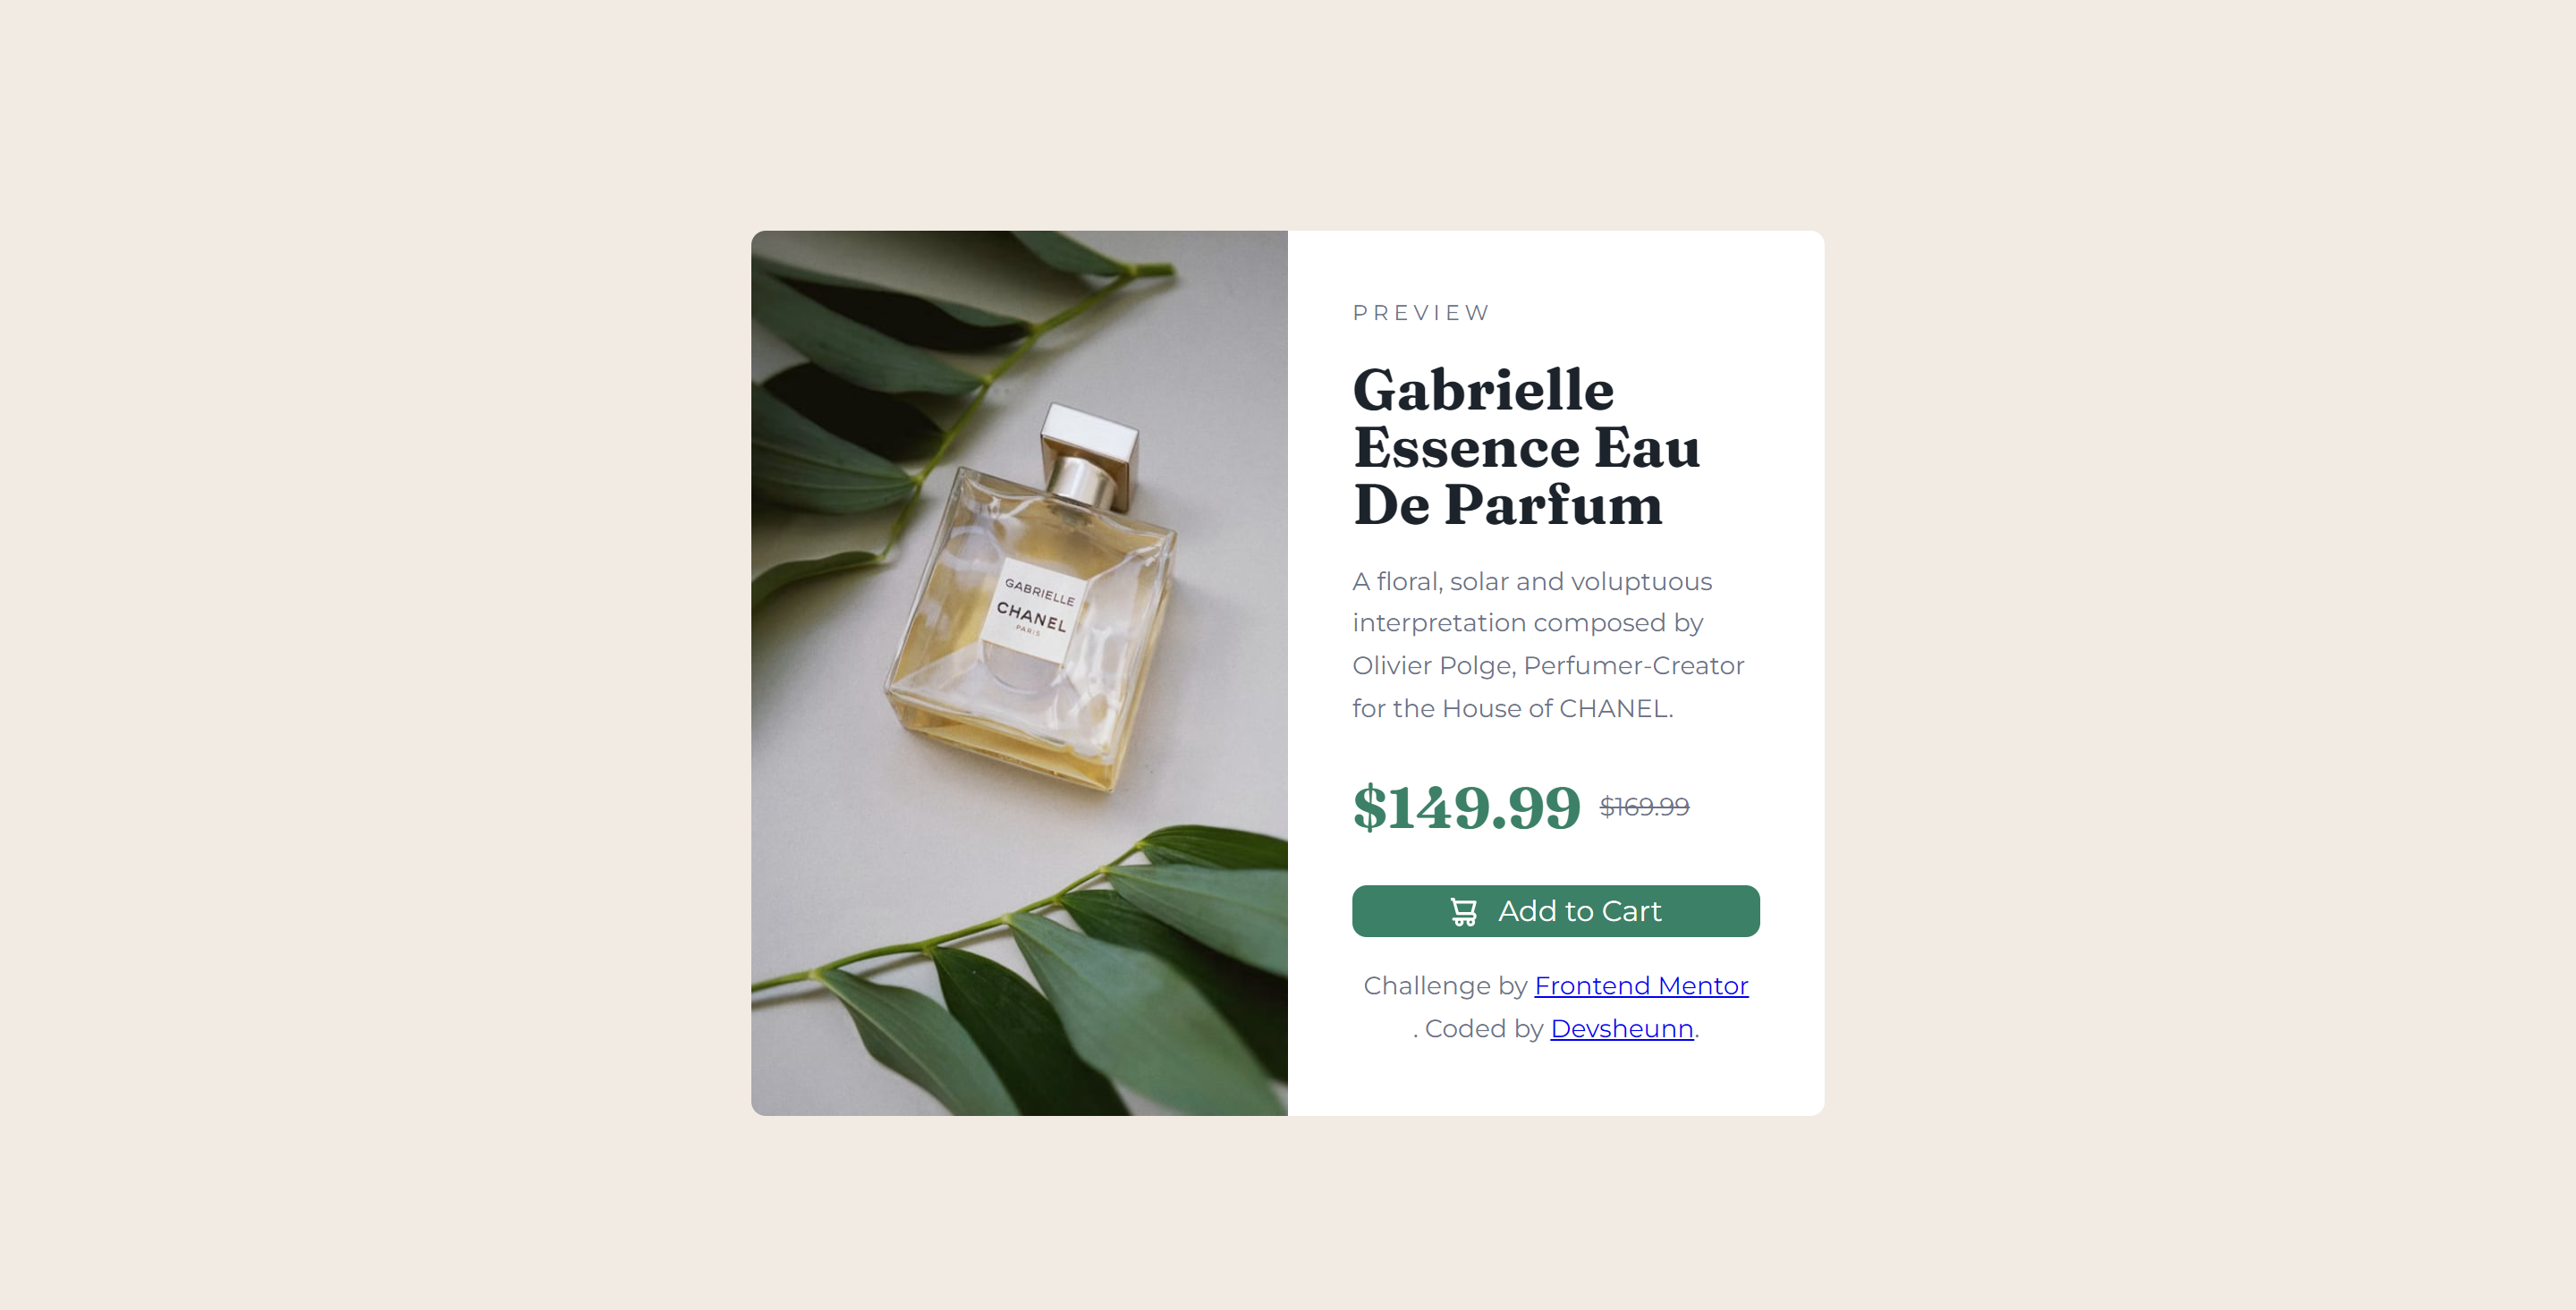 GABRIELLE
CHANEL
PARIS
PREVIEW
Gabrielle
Essence Eau
De Parfum
A floral, solar and voluptuous
interpretation composed by
Olivier Polge, Perfumer-Creator
for the House of CHANEL.
$149.99 $169.99
Add to Cart
Challenge by Frontend Mentor
. Coded by Devsheunn.